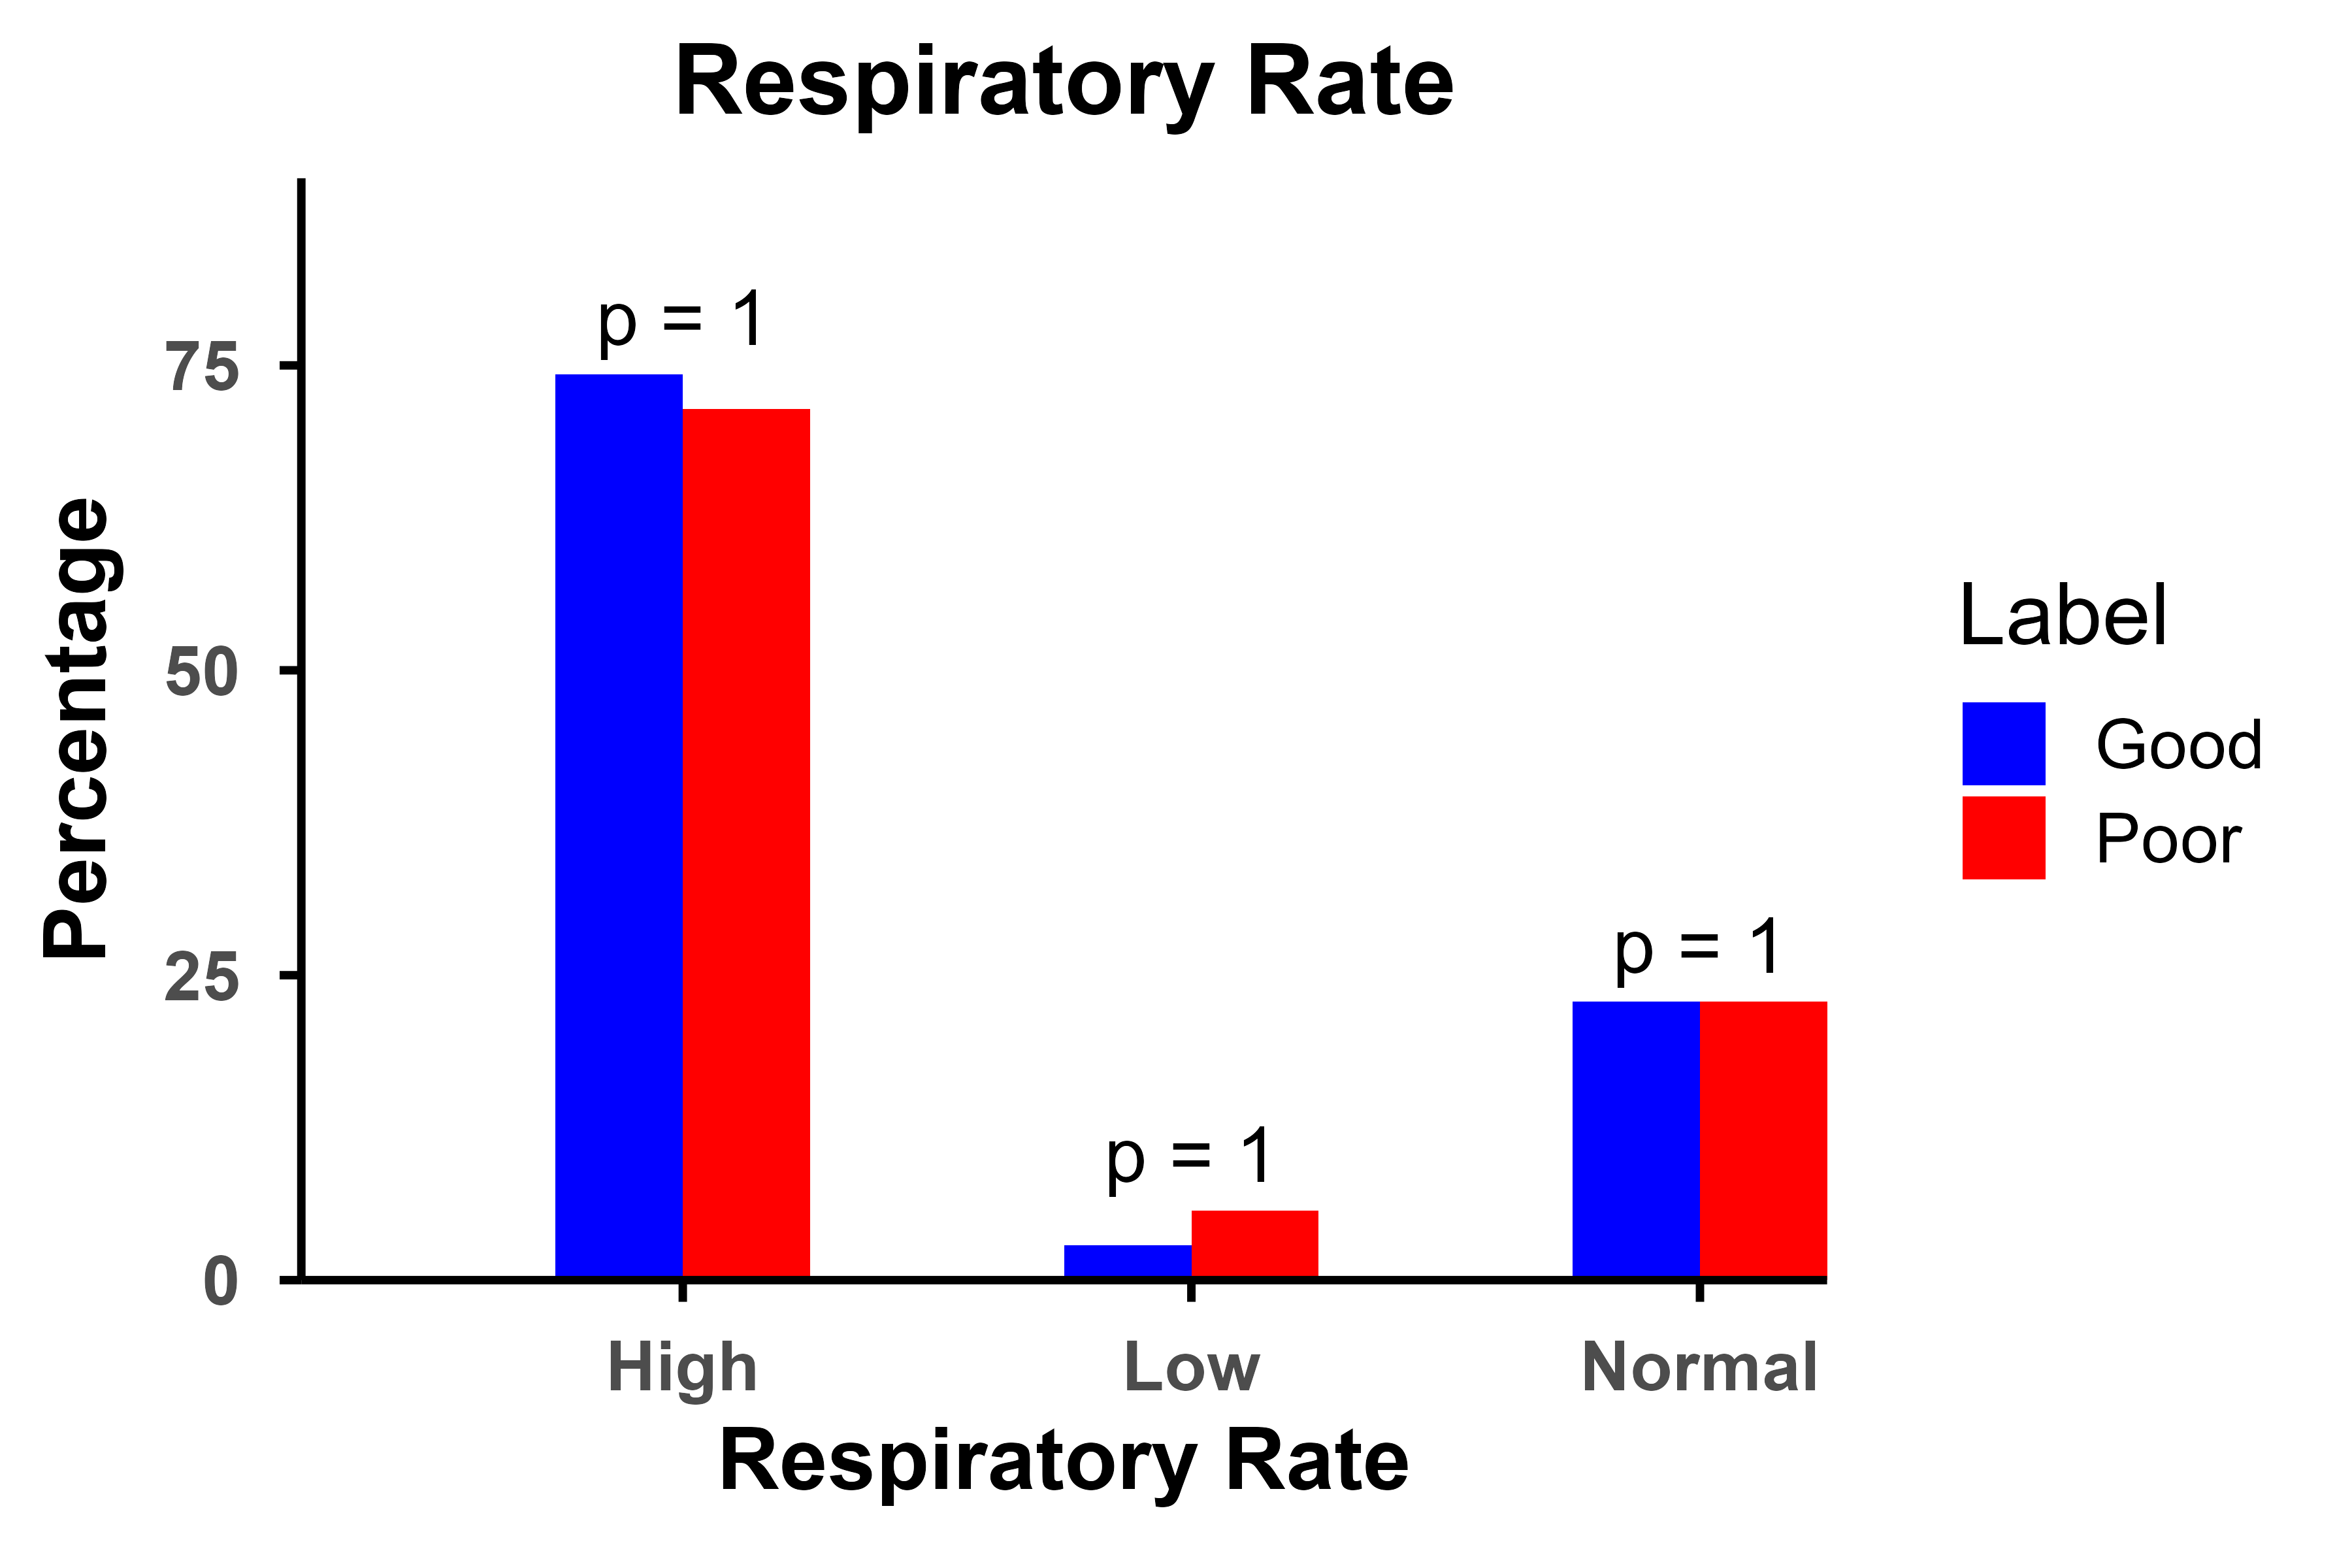 Respiratory Rate
Percentage
75
50
25
0
p = 1
p = 1
p = 1
High
Low
Normal
Respiratory Rate
Label
Good
Poor